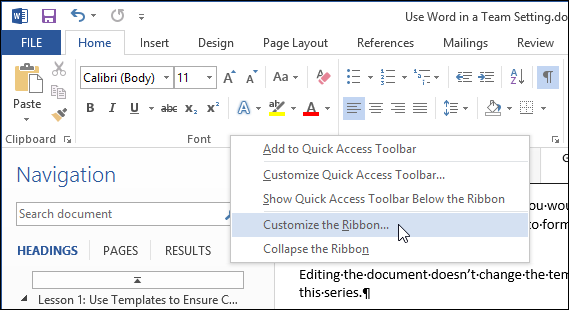 Use Word in a Team Setting.do
FILE Home Insert Design Page Layout References Mailings Review
Calibri (Body) 11 Aa
Paste
B I U abc x₂ x² A A
Clipboard Font
Add to Quick Access Toolbar
Customize Quick Access Toolbar...
Show Quick Access Toolbar Below the Ribbon
Customize the Ribbon...
Collapse the Ribbon
Navigation
Search document
HEADINGS PAGES RESULTS
Lesson 1: Use Templates to Ensure C...
you·wou
to·form
Editing·the·document·doesn't·change·the·tem
this·series.¶